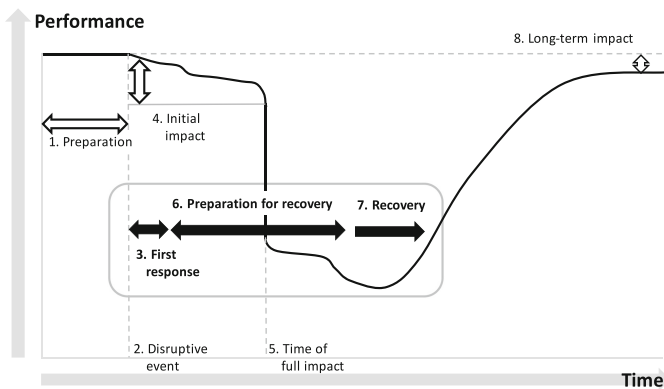 Performance
8. Long-term impact
4. Initial
impact
1. Preparation
6. Preparation for recovery
7. Recovery
3. First
response
2. Disruptive
event
5. Time of
full impact
Time